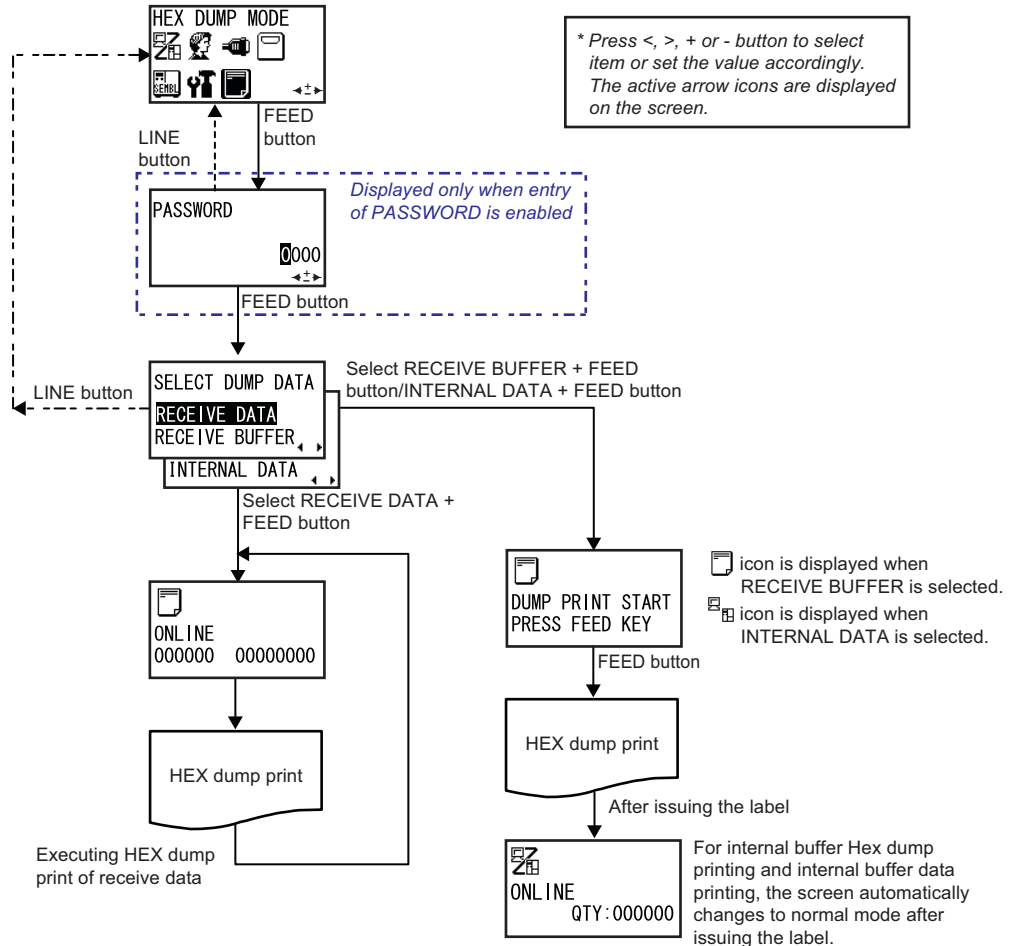 HEX DUMP MODE
SEMBL
* Press <, >, + or - button to select
item or set the value accordingly.
The active arrow icons are displayed
on the screen.
FEED
button
LINE
button
Displayed only when entry
of PASSWORD is enabled
PASSWORD
0000
FEED button
SELECT DUMP DATA
RECEIVE DATA
RECEIVE BUFFER
INTERNAL DATA
LINE button
Select RECEIVE BUFFER + FEED
button/INTERNAL DATA + FEED button
Select RECEIVE DATA +
FEED button
ONLINE
000000 00000000
HEX dump print
Executing HEX dump
print of receive data
DUMP PRINT START
PRESS FEED KEY
icon is displayed when
RECEIVE BUFFER is selected.
icon is displayed when
INTERNAL DATA is selected.
FEED button
HEX dump print
After issuing the label
ONLINE
QTY:000000
For internal buffer Hex dump
printing and internal buffer data
printing, the screen automatically
changes to normal mode after
issuing the label.